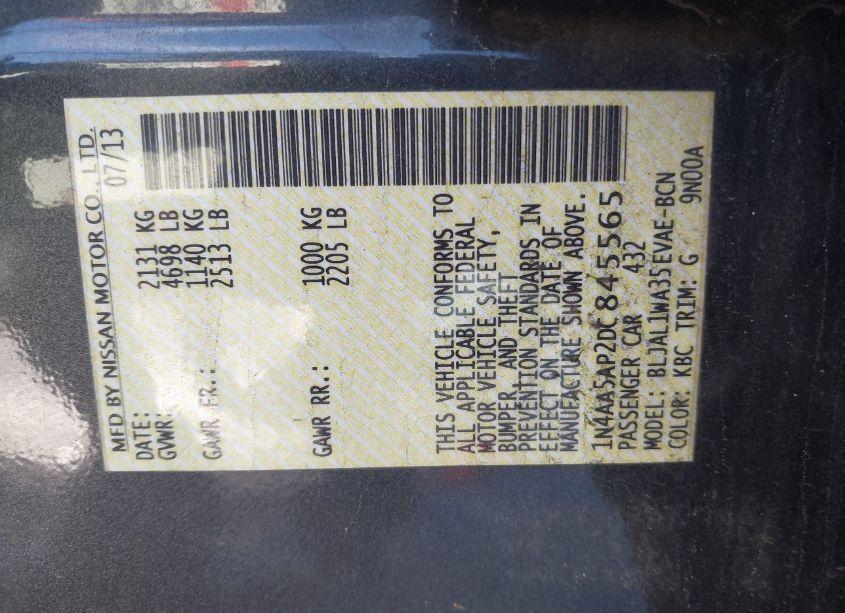 MFD BY NISSAN MOTOR CO., LTD.
DATE: 07/13
GVWR: 2131 KG
4698 LB
GAWR FR.: 1140 KG
2513 LB
GAWR RR.: 1000 KG
2205 LB
THIS VEHICLE CONFORMS TO
ALL APPLICABLE FEDERAL
MOTOR VEHICLE SAFETY,
BUMPER, AND THEFT
PREVENTION STANDARDS IN
EFFECT ON THE DATE OF
MANUFACTURE SHOWN ABOVE.
1N4AA5AP2DC845565
PASSENGER CAR 432
MODEL: BLJALIWA35EVAE-BCN
COLOR: KBC TRIM: G 9N00A